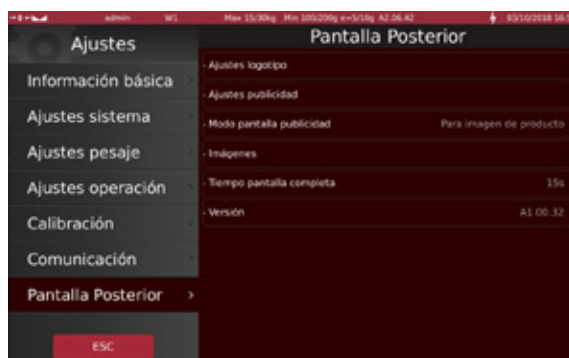 admin W1 Max 15/30kg Min 100/200g e=5/10g A2.06.42 03/10/2018
Ajustes
Pantalla Posterior
Información básica
Ajustes sistema
Ajustes pesaje
Ajustes operación
Calibración
Comunicación
Pantalla Posterior >
ESC
- Ajustes logotipo
- Ajustes publicidad
- Modo pantalla publicidad Para imagen de producto
- Imágenes
- Tiempo pantalla completa 15s
- Versión A1.00.32